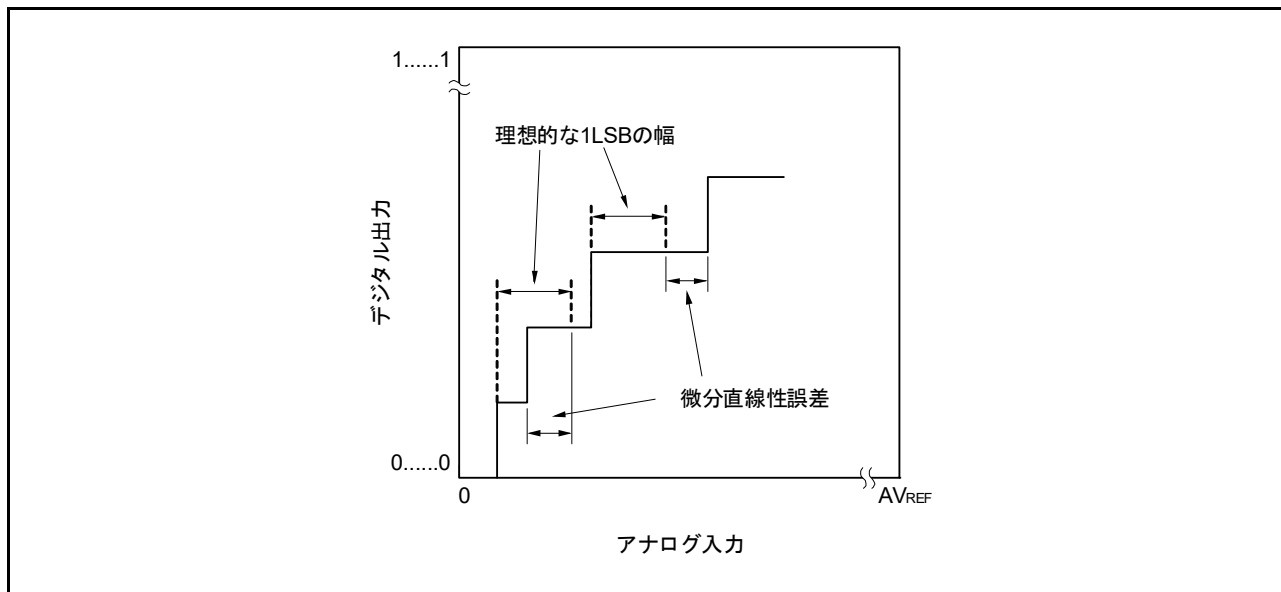 1......1
理想的な1LSBの幅
デジタル出力
微分直線性誤差
0......0
0
AVREF
アナログ入力